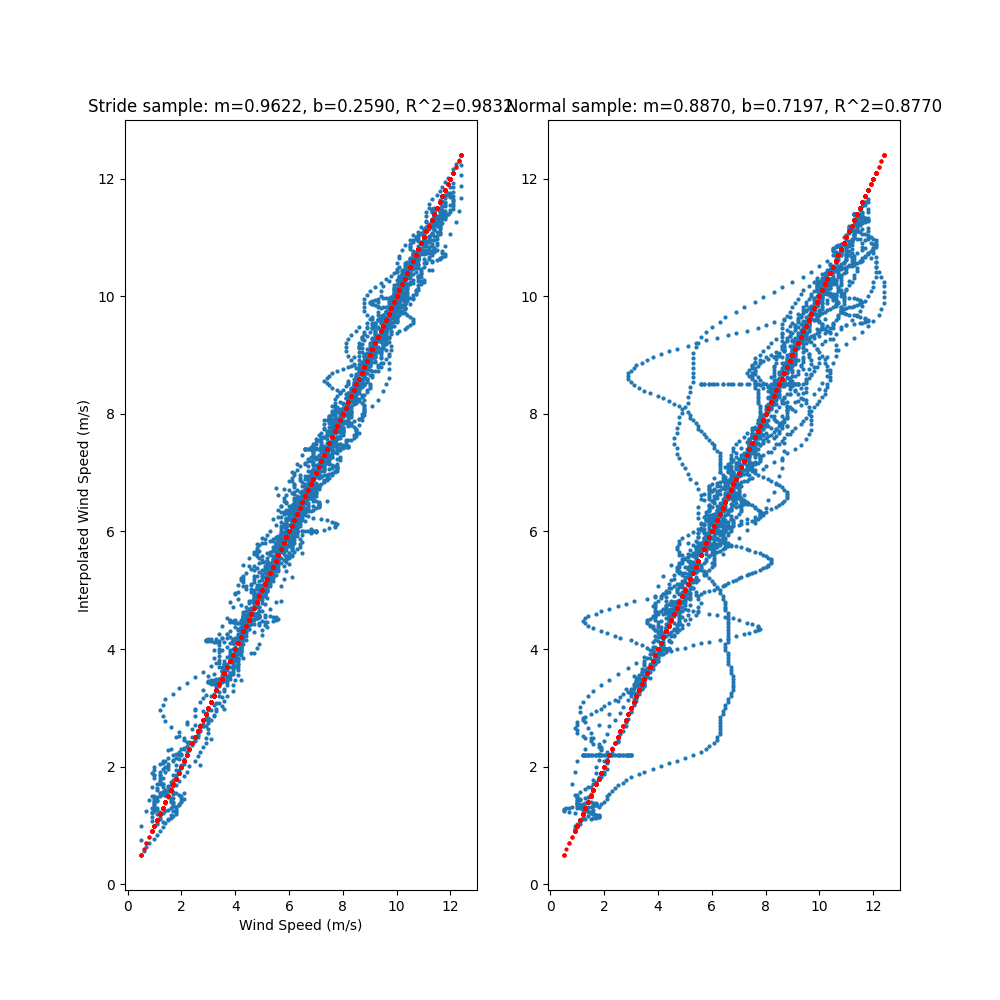 Stride sample: m=0.9622, b=0.2590, R^2=0.9832
Normal sample: m=0.8870, b=0.7197, R^2=0.8770
12
10
8
6
4
2
0
Interpolated Wind Speed (m/s)
0 2 4 6 8 10 12
Wind Speed (m/s)
12
10
8
6
4
2
0
0 2 4 6 8 10 12